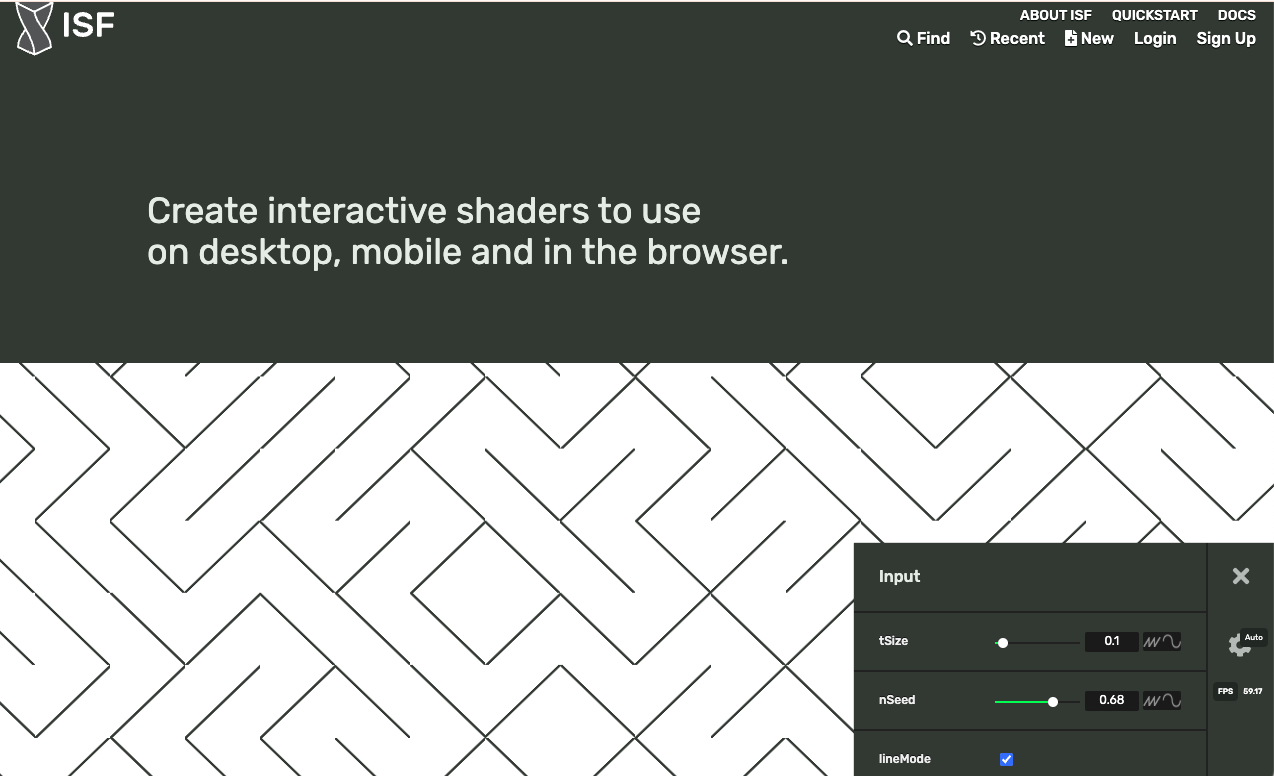 ISF
ABOUT ISF QUICKSTART DOCS
Find Recent New Login Sign Up
Create interactive shaders to use
on desktop, mobile and in the browser.
Input
tSize 0.1
Auto
nSeed 0.68
FPS 59.17
lineMode